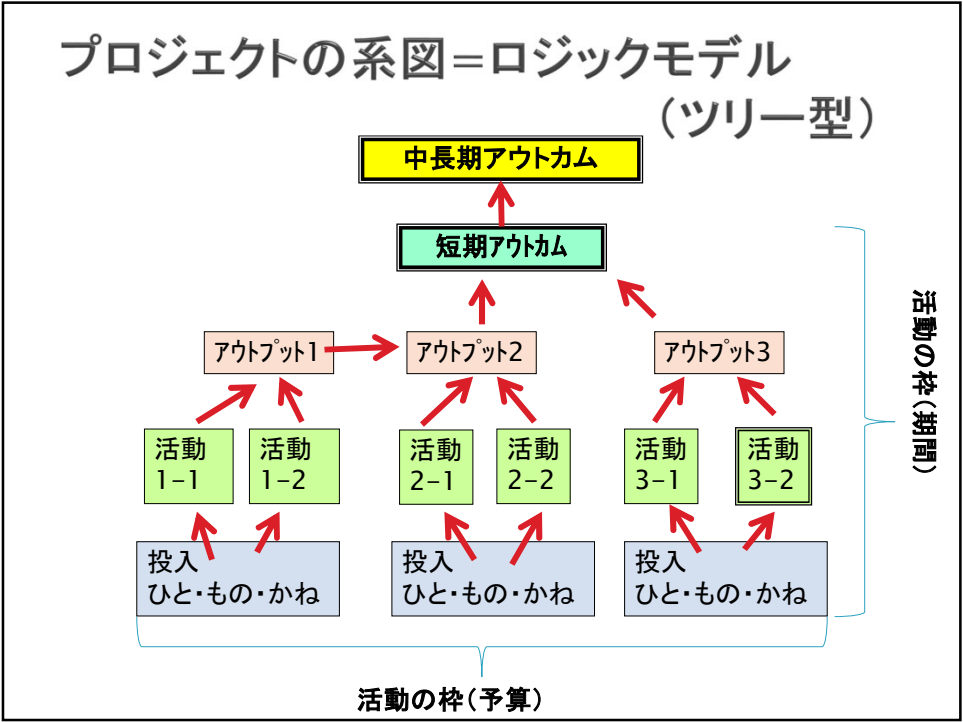 プロジェクトの系図＝ロジックモデル
（ツリー型）
中長期アウトカム
短期アウトカム
アウトプット1
アウトプット2
アウトプット3
活動
1-1
活動
1-2
活動
2-1
活動
2-2
活動
3-1
活動
3-2
投入
ひと・もの・かね
投入
ひと・もの・かね
投入
ひと・もの・かね
活動の枠（期間）
活動の枠（予算）